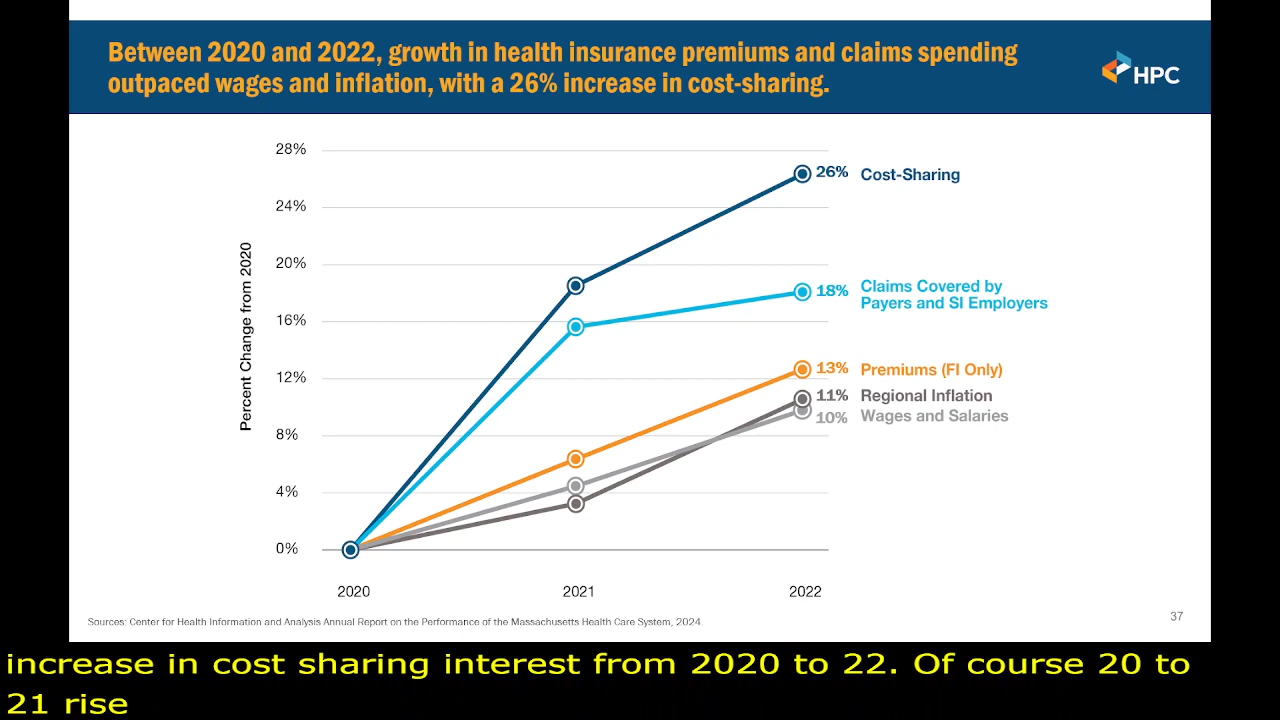 Between 2020 and 2022, growth in health insurance premiums and claims spending
outpaced wages and inflation, with a 26% increase in cost-sharing.
HPC
28%
24%
20%
16%
12%
8%
4%
0%
Percent Change from 2020
26% Cost-Sharing
18% Claims Covered by
Payers and SI Employers
13% Premiums (FI Only)
11% Regional Inflation
10% Wages and Salaries
2020 2021 2022
Sources: Center for Health Information and Analysis Annual Report on the Performance of the Massachusetts Health Care System, 2024.
37
increase in cost sharing interest from 2020 to 22. Of course 20 to
21 rise